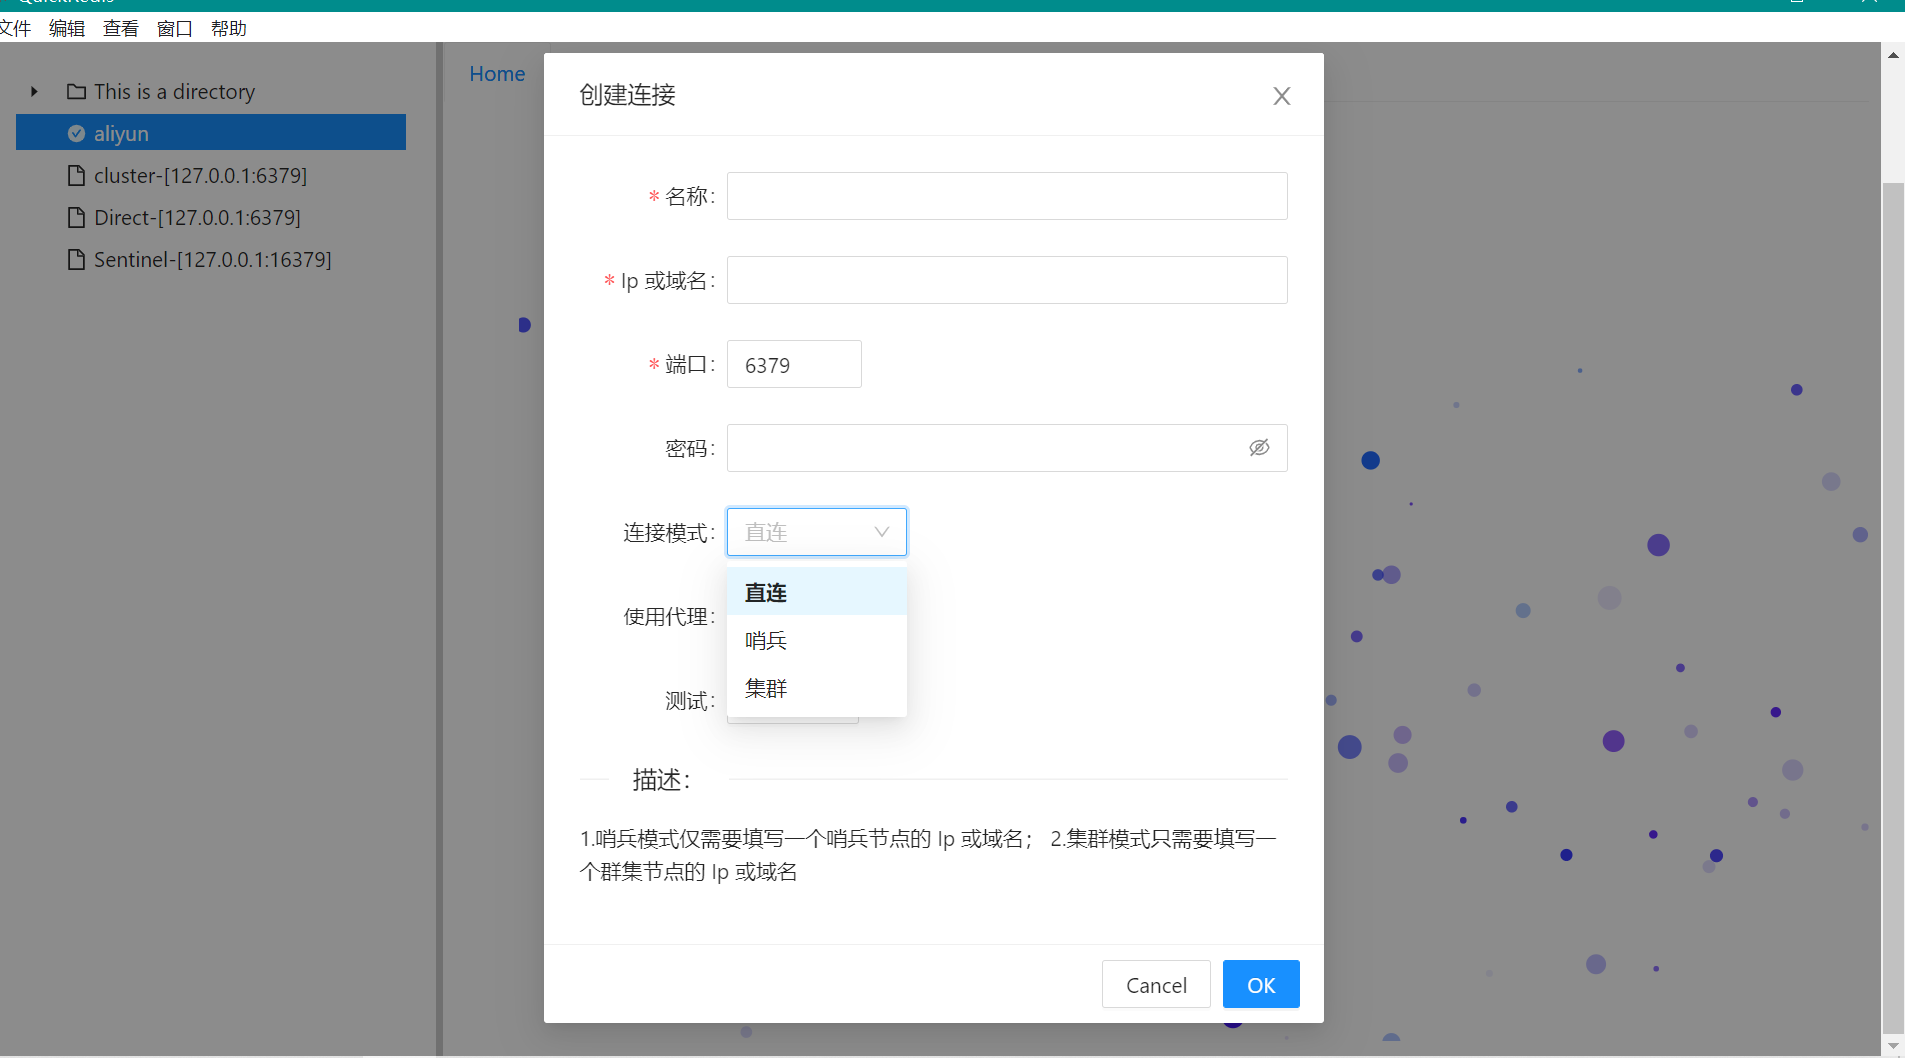 文件 编辑 查看 窗口 帮助
This is a directory
aliyun
cluster-[127.0.0.1:6379]
Direct-[127.0.0.1:6379]
Sentinel-[127.0.0.1:16379]
Home
创建连接
* 名称：
* Ip 或域名：
* 端口： 6379
密码：
连接模式： 直连
直连
哨兵
集群
使用代理：
测试：
描述：
1.哨兵模式仅需要填写一个哨兵节点的 Ip 或域名； 2.集群模式只需要填写一
个群集节点的 Ip 或域名
Cancel OK